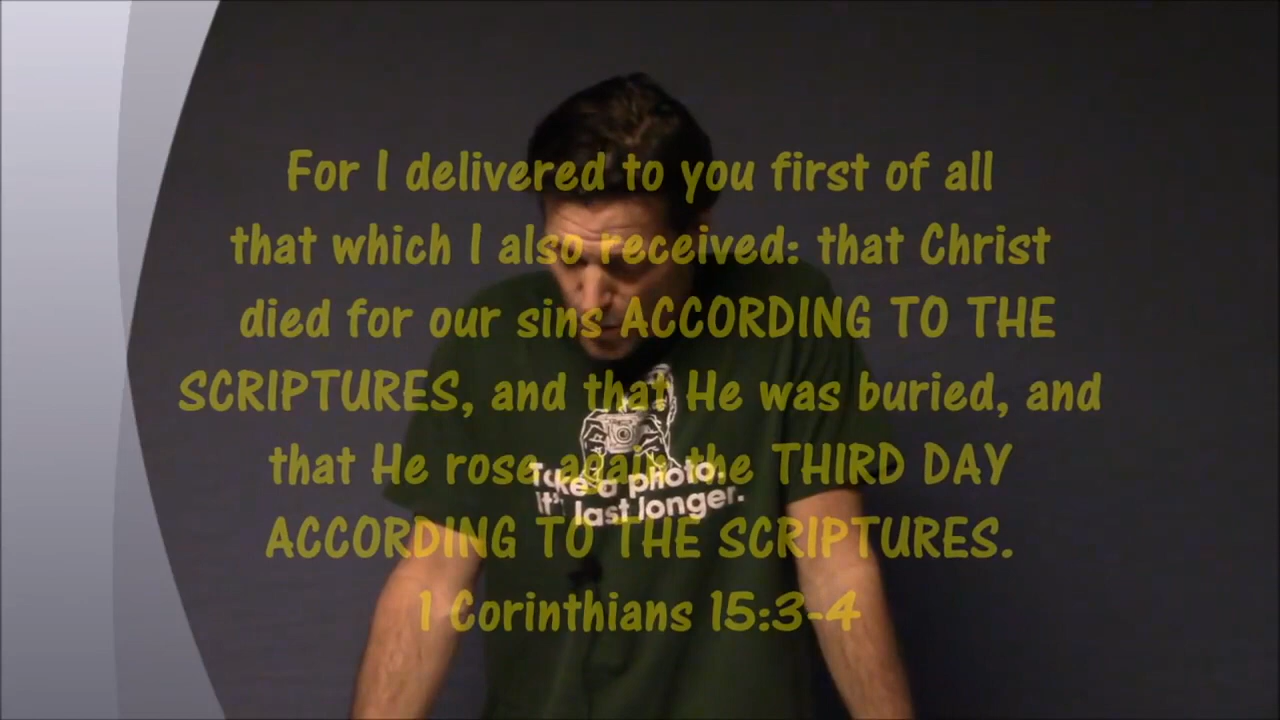 For I delivered to you first of all
that which I also received: that Christ
died for our sins ACCORDING TO THE
SCRIPTURES, and that He was buried, and
that He rose again the THIRD DAY
ACCORDING TO THE SCRIPTURES.
1 Corinthians 15:3-4
Take a photo.
It'll last longer.